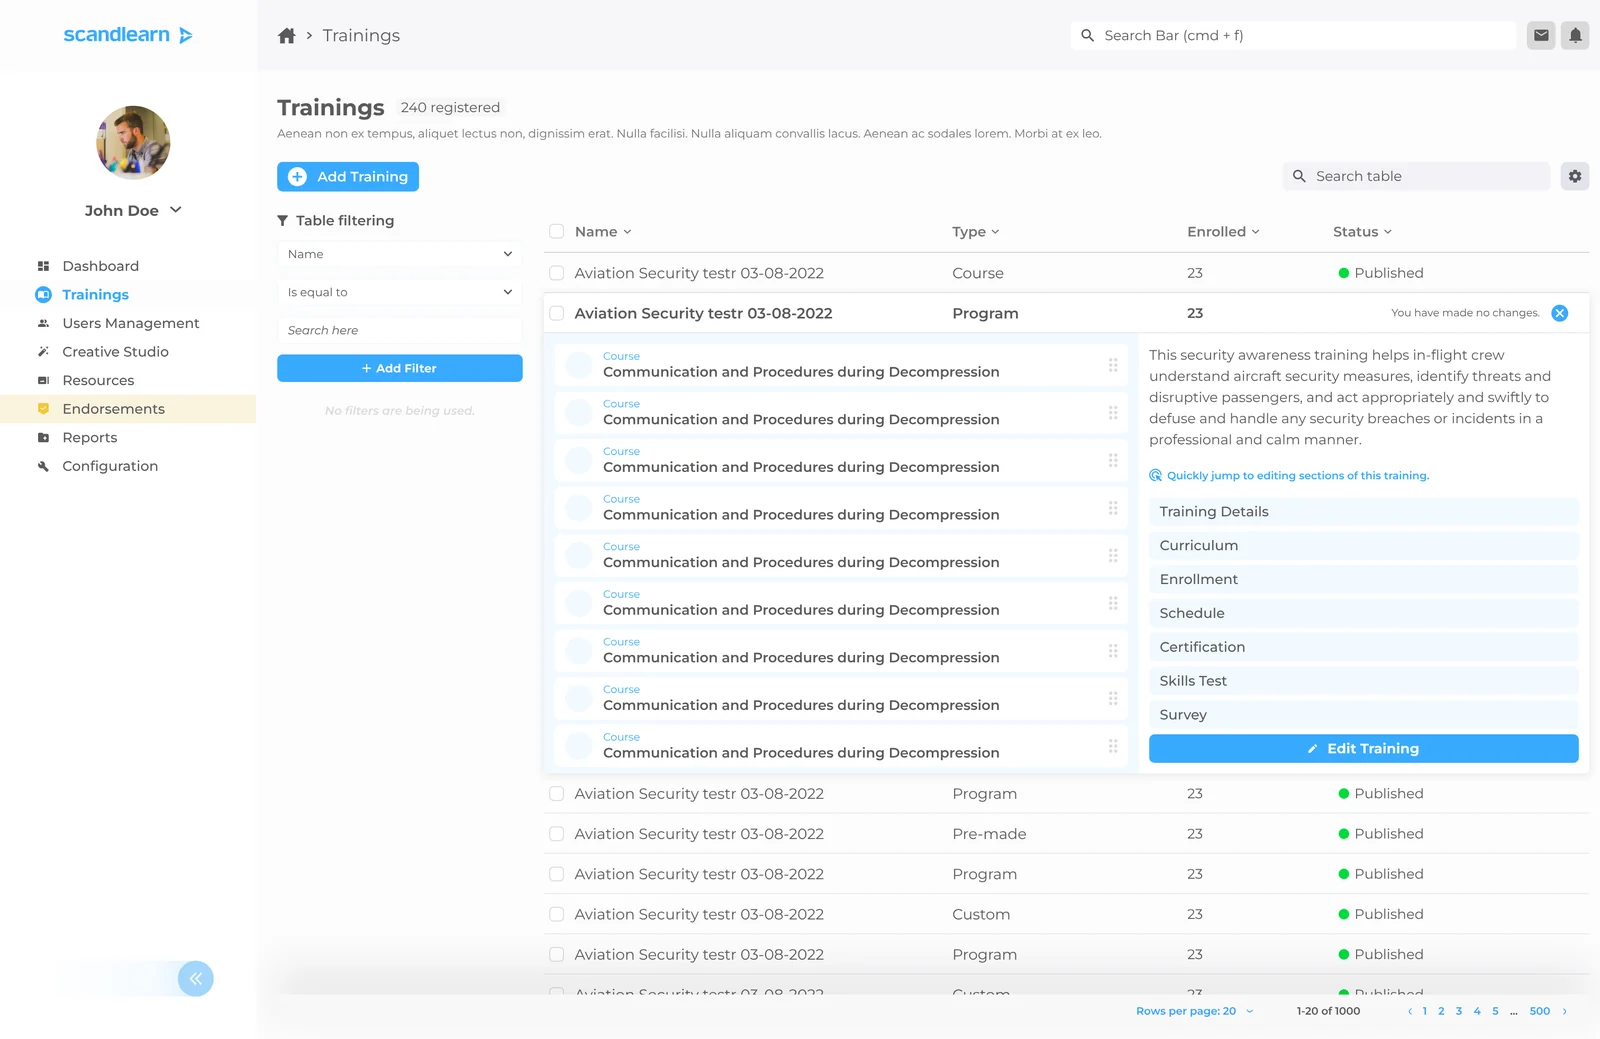 scandlearn
Trainings
Search Bar (cmd + f)
John Doe
Dashboard
Trainings
Users Management
Creative Studio
Resources
Endorsements
Reports
Configuration
Trainings 240 registered
Aenean non ex tempus, aliquet lectus non, dignissim erat. Nulla facilisi. Nulla aliquam convallis lacus. Aenean ac sodales lorem. Morbi at ex leo.
Add Training
Search table
Table filtering
Name
Is equal to
Search here
+ Add Filter
No filters are being used.
Name Type Enrolled Status
Aviation Security testr 03-08-2022 Course 23 Published
Aviation Security testr 03-08-2022 Program 23 You have made no changes.
Course
Communication and Procedures during Decompression
Course
Communication and Procedures during Decompression
Course
Communication and Procedures during Decompression
Course
Communication and Procedures during Decompression
Course
Communication and Procedures during Decompression
Course
Communication and Procedures during Decompression
Course
Communication and Procedures during Decompression
Course
Communication and Procedures during Decompression
Course
Communication and Procedures during Decompression
This security awareness training helps in-flight crew
understand aircraft security measures, identify threats and
disruptive passengers, and act appropriately and swiftly to
defuse and handle any security breaches or incidents in a
professional and calm manner.
Quickly jump to editing sections of this training.
Training Details
Curriculum
Enrollment
Schedule
Certification
Skills Test
Survey
Edit Training
Aviation Security testr 03-08-2022 Program 23 Published
Aviation Security testr 03-08-2022 Pre-made 23 Published
Aviation Security testr 03-08-2022 Program 23 Published
Aviation Security testr 03-08-2022 Custom 23 Published
Aviation Security testr 03-08-2022 Program 23 Published
Aviation Security testr 03-08-2022 Custom 23 Published
Rows per page: 20 1-20 of 1000 ‹ 1 2 3 4 5 ... 500 ›